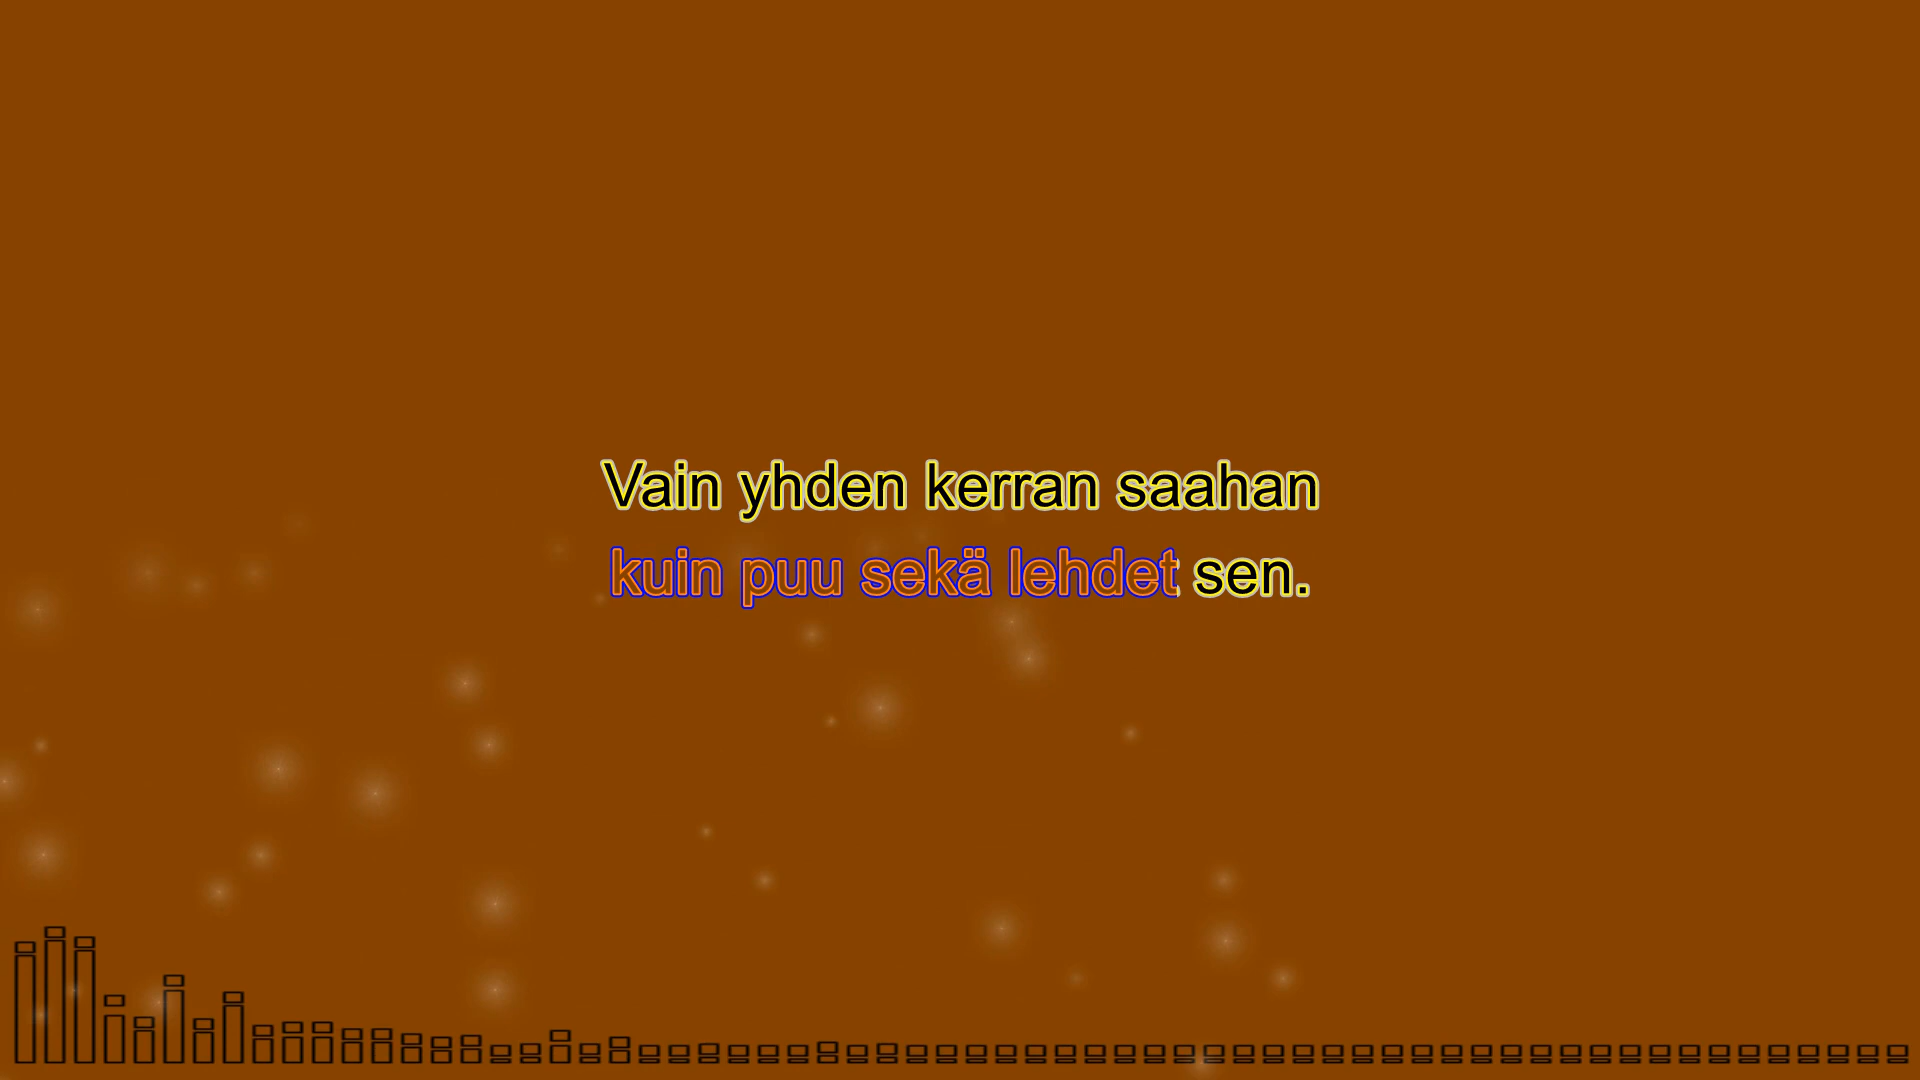 Vain yhden kerran saahan
kuin puu sekä lehdet sen.